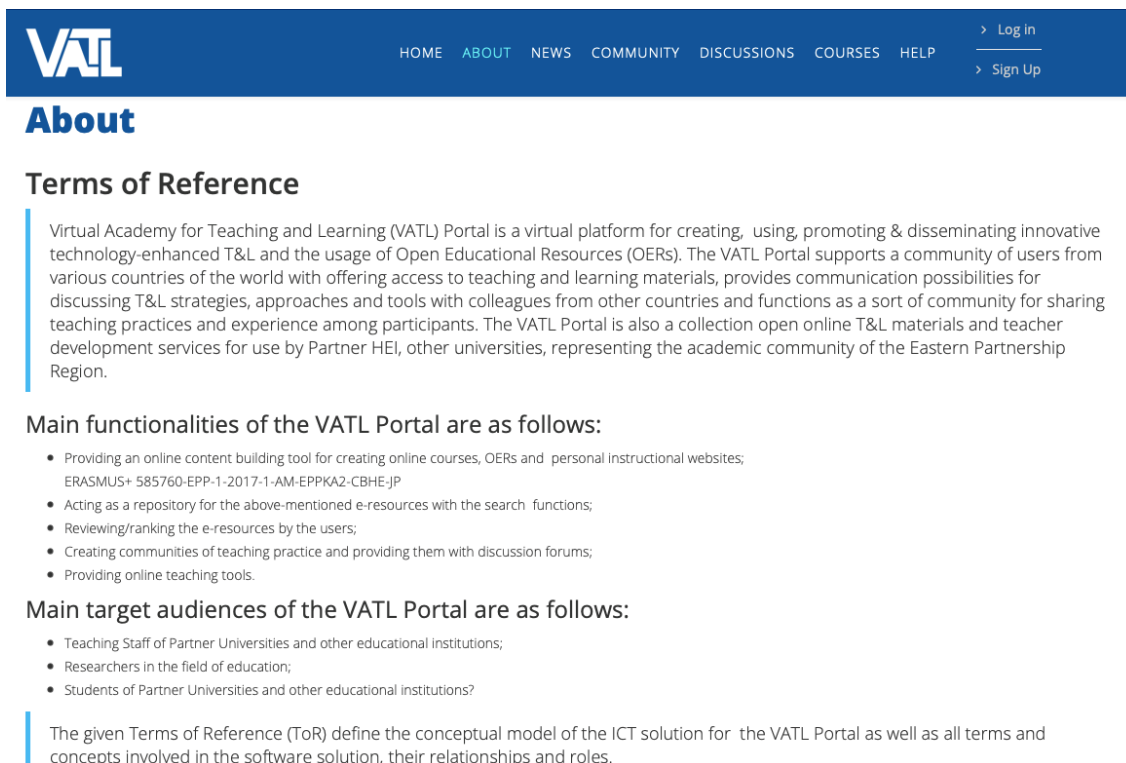 VATL
HOME ABOUT NEWS COMMUNITY DISCUSSIONS COURSES HELP
> Log in
> Sign Up
About
Terms of Reference
Virtual Academy for Teaching and Learning (VATL) Portal is a virtual platform for creating, using, promoting & disseminating innovative
technology-enhanced T&L and the usage of Open Educational Resources (OERs). The VATL Portal supports a community of users from
various countries of the world with offering access to teaching and learning materials, provides communication possibilities for
discussing T&L strategies, approaches and tools with colleagues from other countries and functions as a sort of community for sharing
teaching practices and experience among participants. The VATL Portal is also a collection open online T&L materials and teacher
development services for use by Partner HEI, other universities, representing the academic community of the Eastern Partnership
Region.
Main functionalities of the VATL Portal are as follows:
• Providing an online content building tool for creating online courses, OERs and personal instructional websites;
ERASMUS+ 585760-EPP-1-2017-1-AM-EPPKA2-CBHE-JP
• Acting as a repository for the above-mentioned e-resources with the search functions;
• Reviewing/ranking the e-resources by the users;
• Creating communities of teaching practice and providing them with discussion forums;
• Providing online teaching tools.
Main target audiences of the VATL Portal are as follows:
• Teaching Staff of Partner Universities and other educational institutions;
• Researchers in the field of education;
• Students of Partner Universities and other educational institutions?
The given Terms of Reference (ToR) define the conceptual model of the ICT solution for the VATL Portal as well as all terms and
concepts involved in the software solution, their relationships and roles.